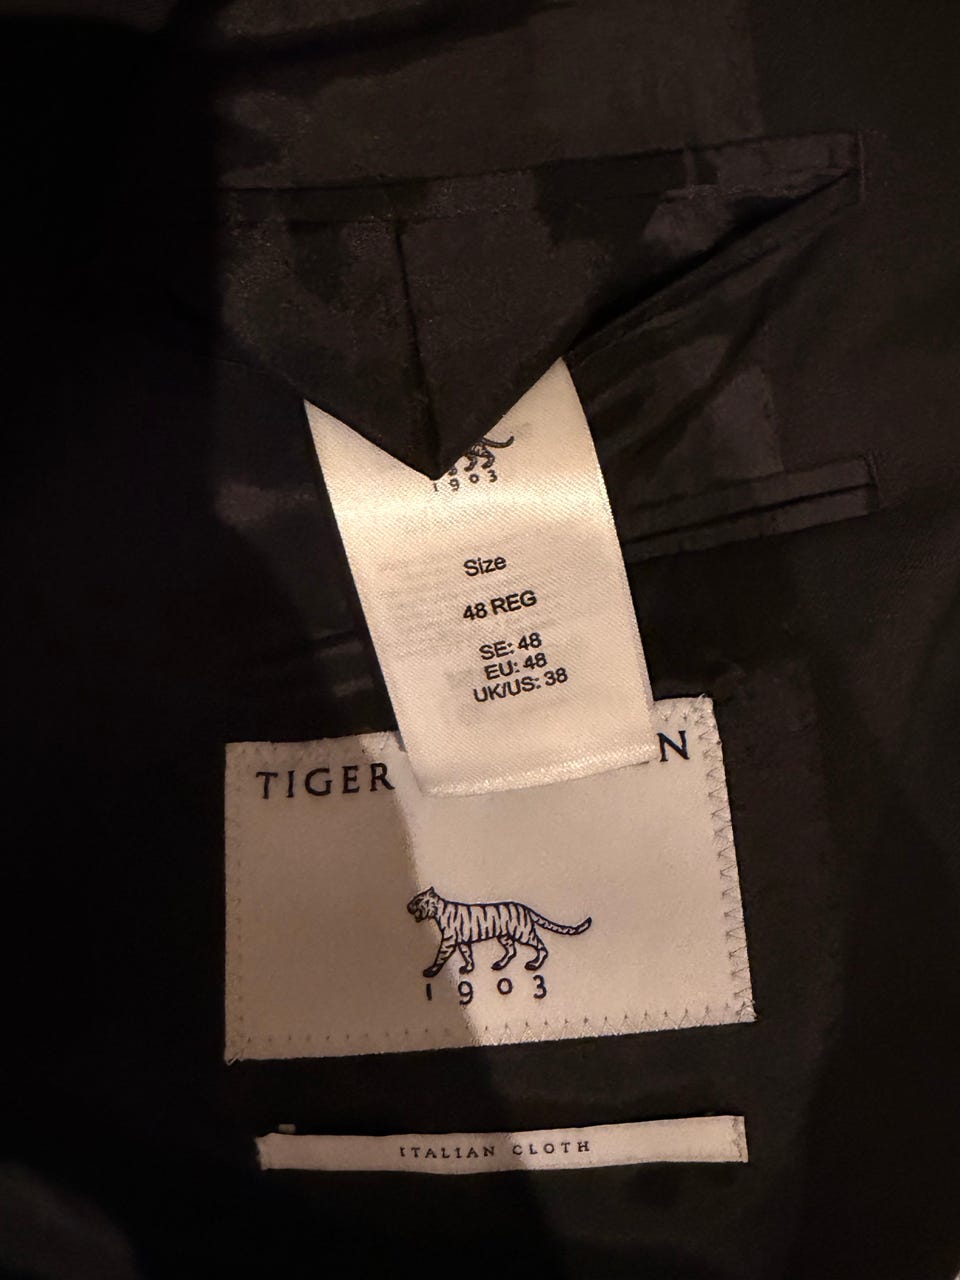 1903
Size
48 REG
SE: 48
EU: 48
UK/US: 38
TIGER N
1903
ITALIAN CLOTH